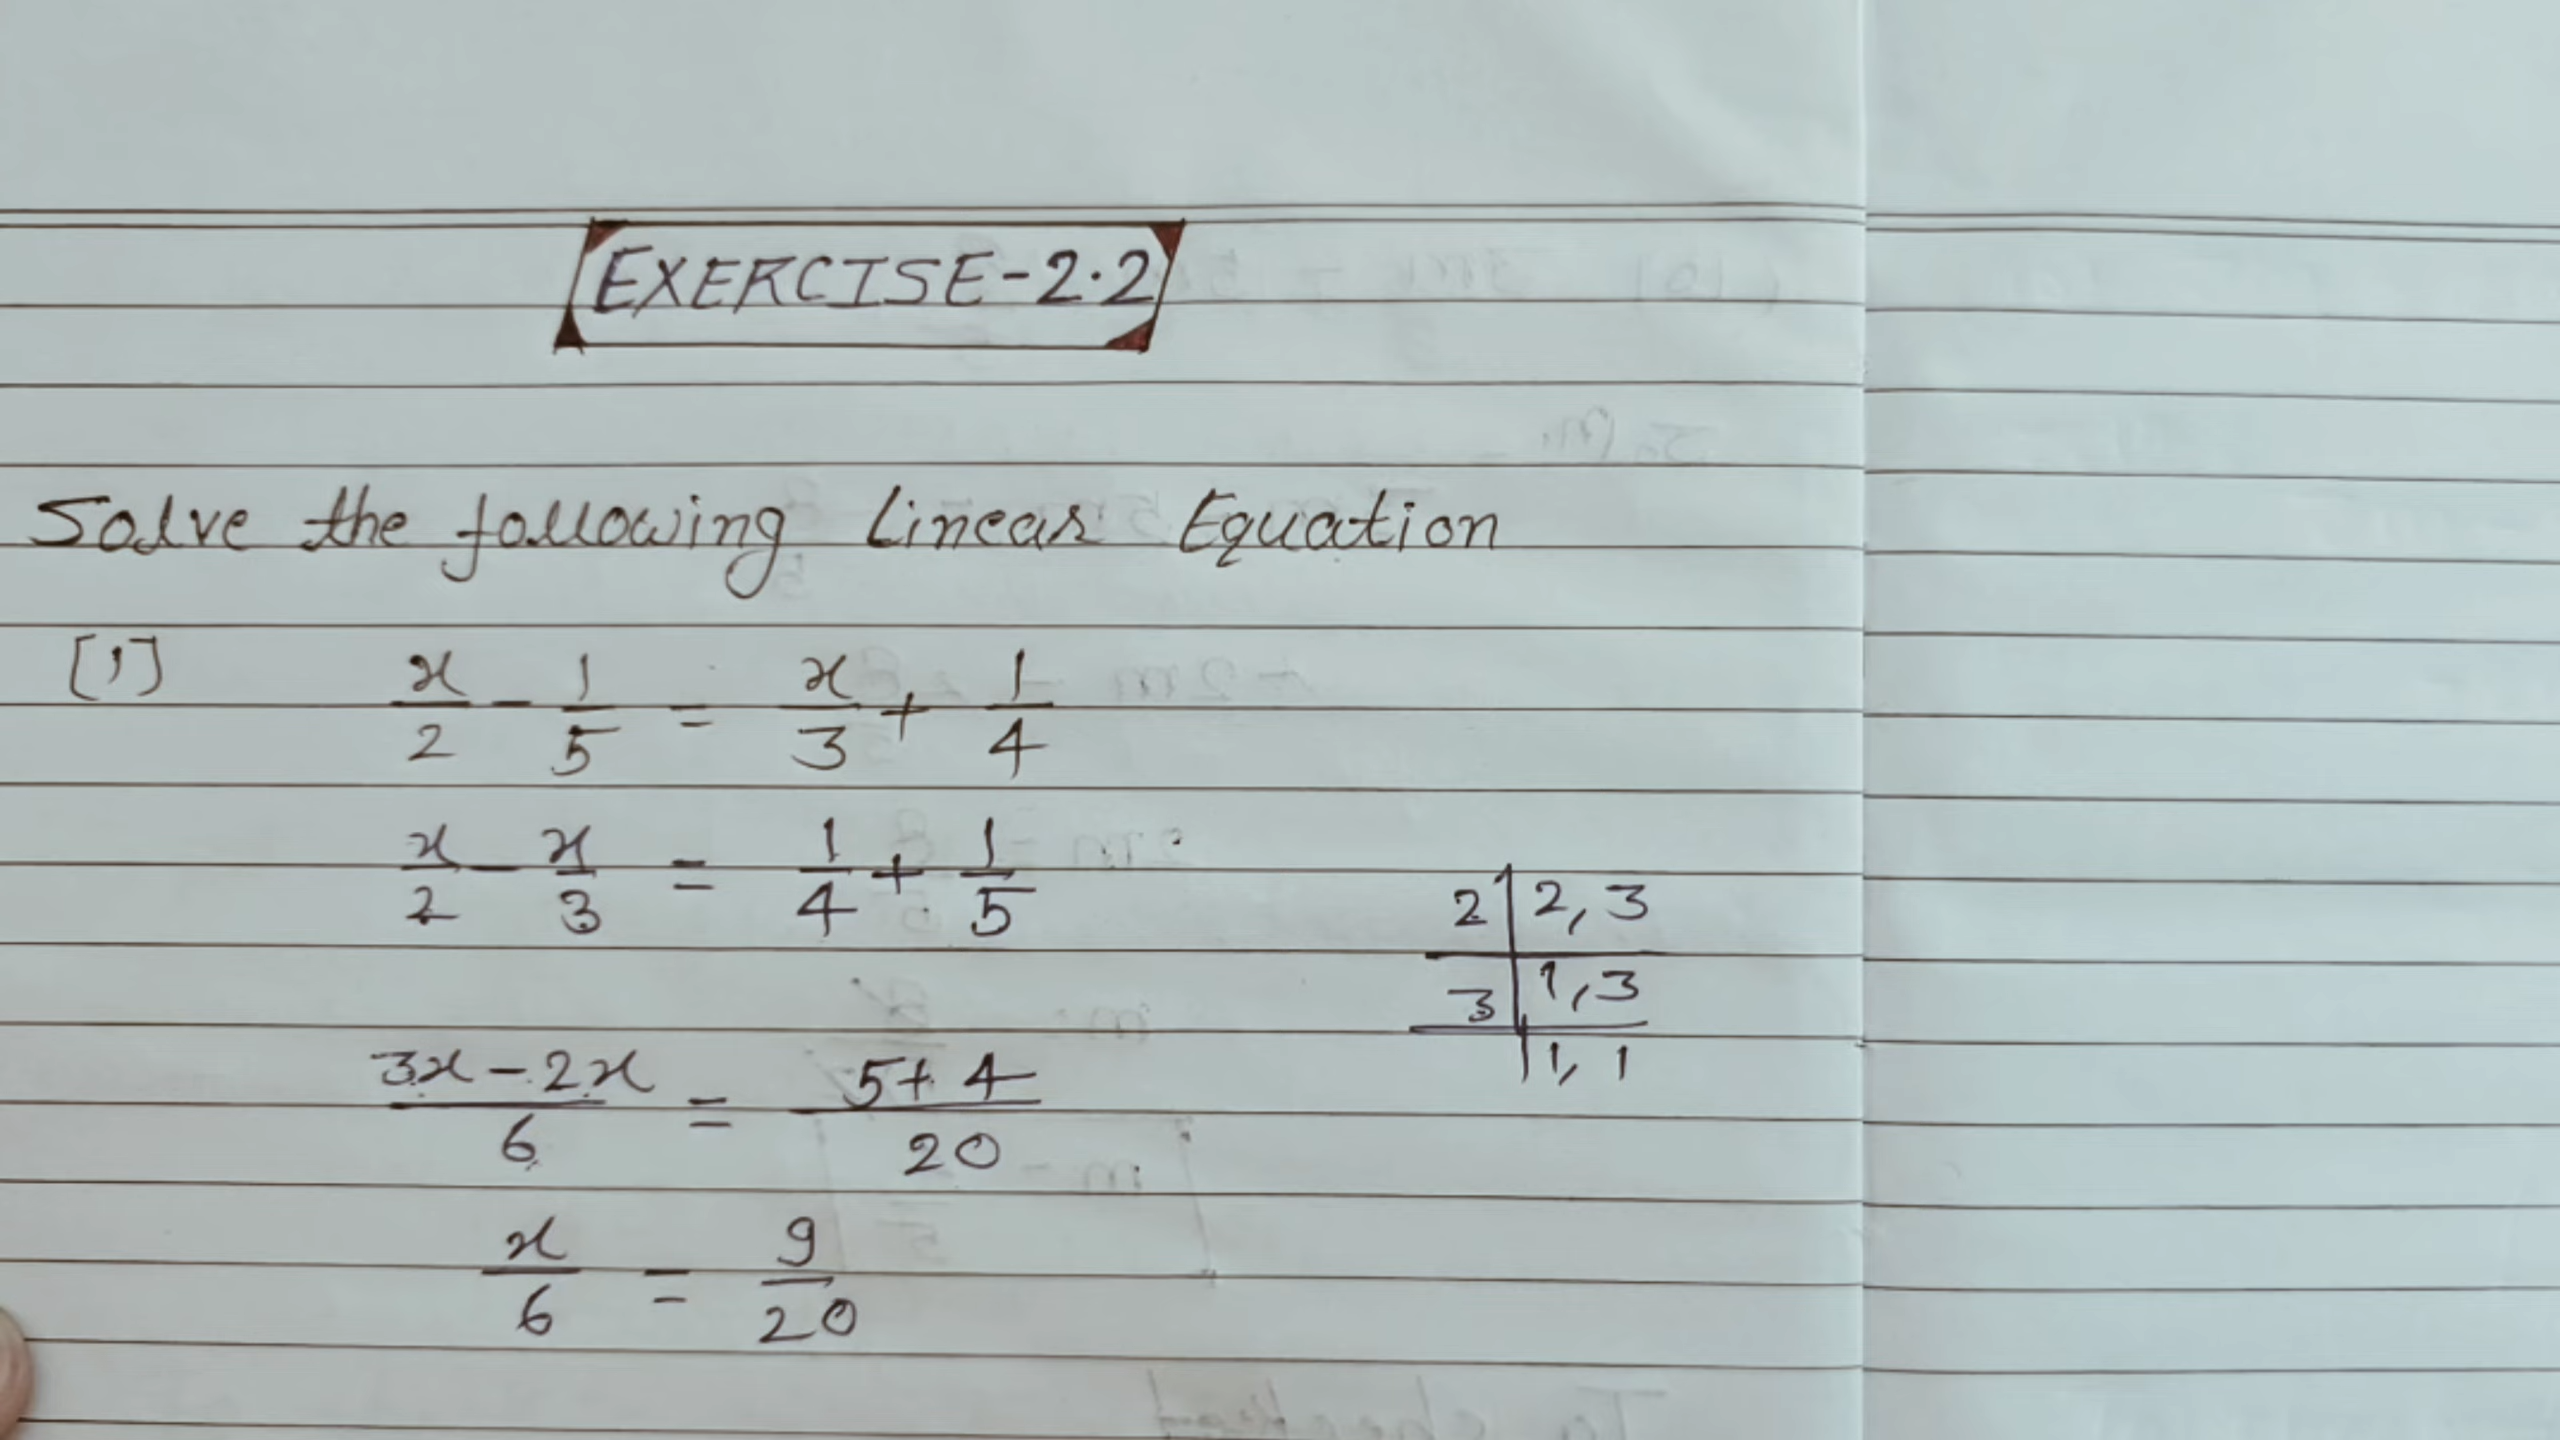 EXERCISE-2.2
Solve the following Linear Equation
[1] x/2 - 1/5 = x/3 + 1/4
x/2 - x/3 = 1/4 + 1/5
2 | 2, 3
3 | 1, 3
| 1, 1
3x - 2x / 6 = 5 + 4 / 20
x/6 = 9/20